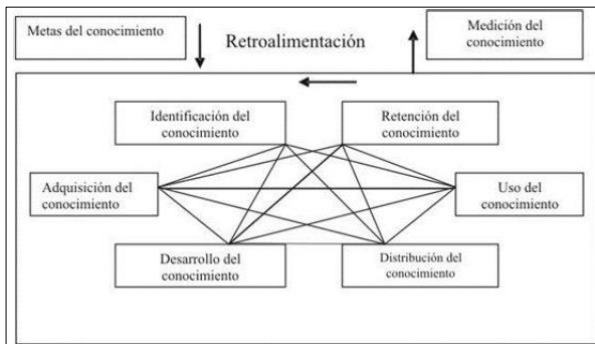 Metas del conocimiento
Retroalimentación
Medición del
conocimiento
Identificación del
conocimiento
Retención del
conocimiento
Adquisición del
conocimiento
Uso del
conocimiento
Desarrollo del
conocimiento
Distribución del
conocimiento